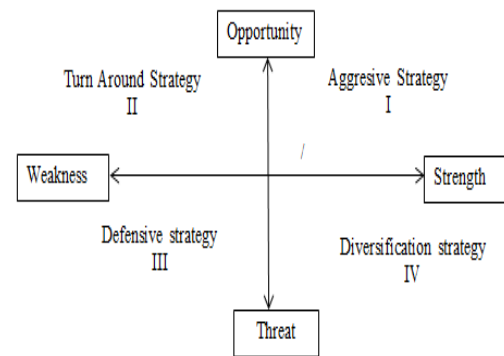 Opportunity
Turn Around Strategy
II
Aggresive Strategy
I
/
Weakness
Strength
Defensive strategy
III
Diversification strategy
IV
Threat